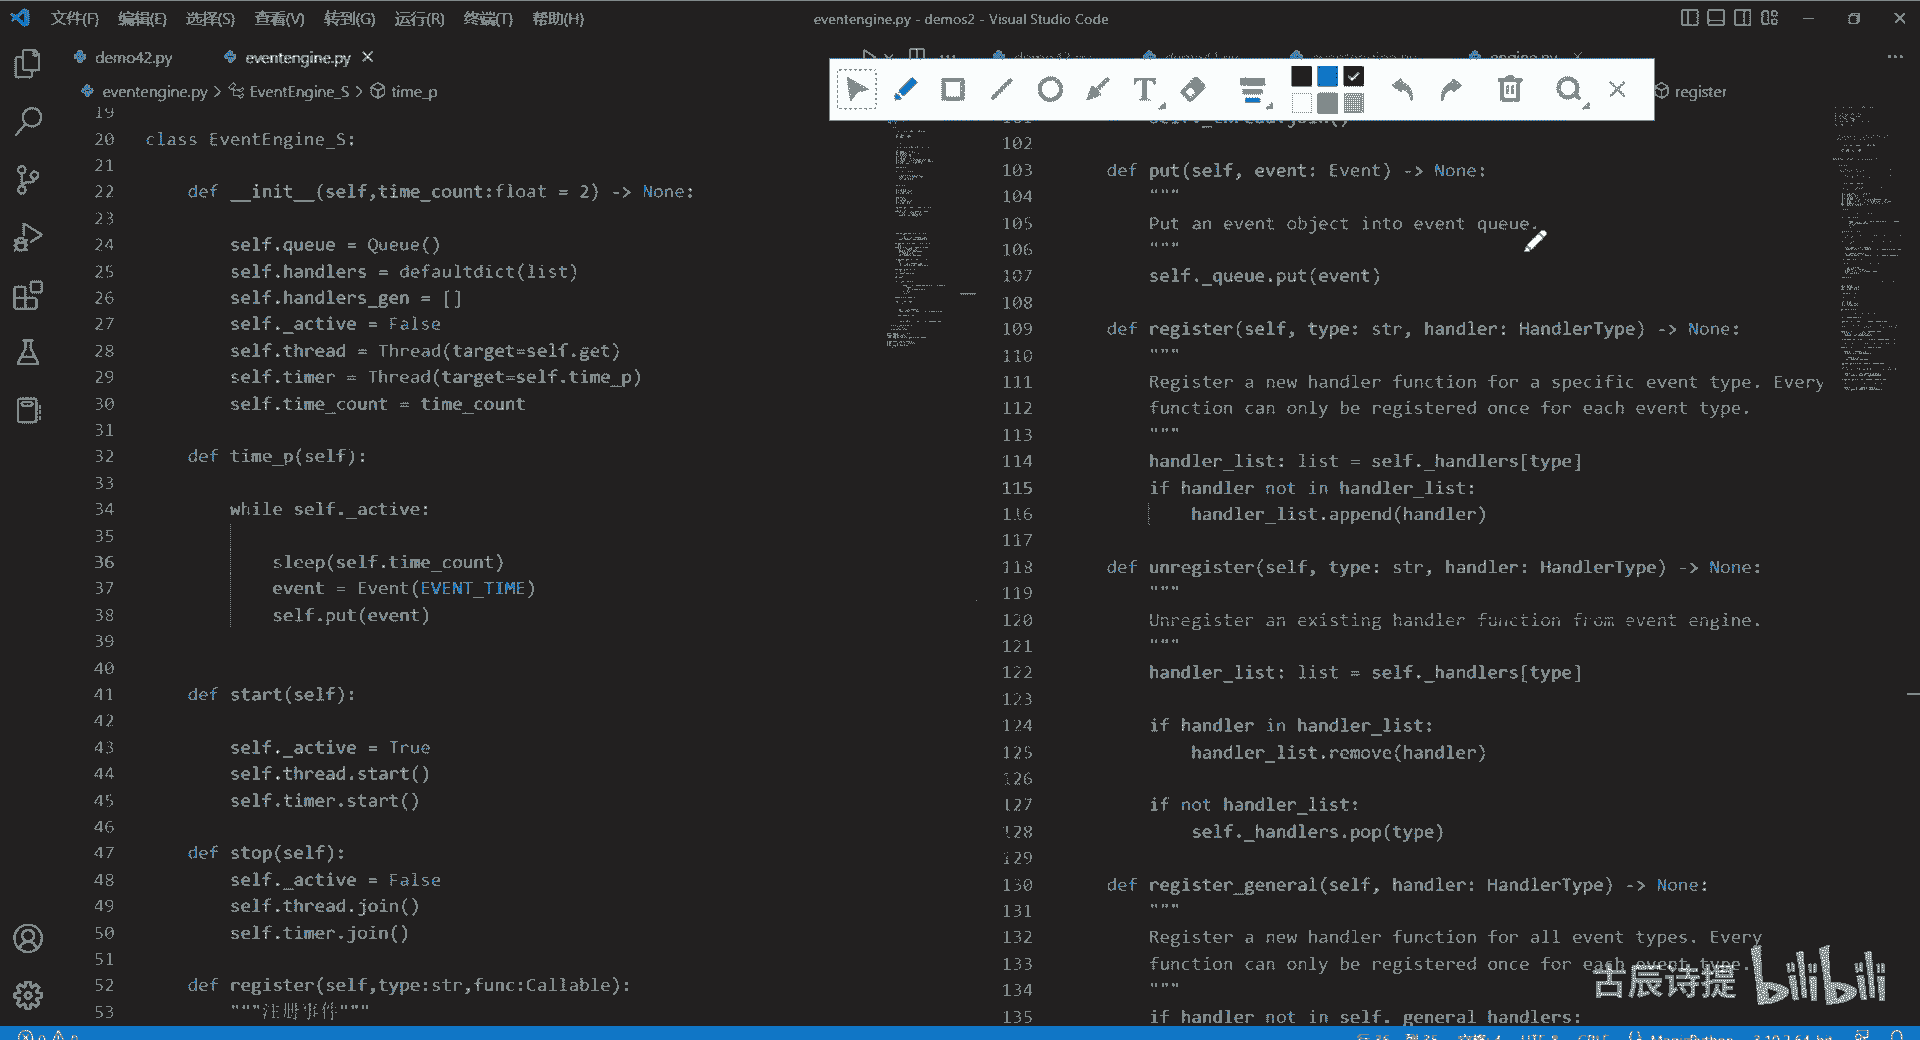 文件(F) 编辑(E) 选择(S) 查看(V) 转到(G) 运行(R) 终端(T) 帮助(H)
eventengine.py - demos2 - Visual Studio Code
demo42.py eventengine.py
engine.py
eventengine.py > EventEngine_S > time_p
register
19
20 class EventEngine_S:
21
22 def __init__(self,time_count:float = 2) -> None:
23
24 self.queue = Queue()
25 self.handlers = defaultdict(list)
26 self.handlers_gen = []
27 self._active = False
28 self.thread = Thread(target=self.get)
29 self.timer = Thread(target=self.time_p)
30 self.time_count = time_count
31
32 def time_p(self):
33
34 while self._active:
35
36 sleep(self.time_count)
37 event = Event(EVENT_TIME)
38 self.put(event)
39
40
41 def start(self):
42
43 self._active = True
44 self.thread.start()
45 self.timer.start()
46
47 def stop(self):
48 self._active = False
49 self.thread.join()
50 self.timer.join()
51
52 def register(self,type:str,func:Callable):
53 """注册事件"""
102
103 def put(self, event: Event) -> None:
104 """
105 Put an event object into event queue.
106 """
107 self._queue.put(event)
108
109 def register(self, type: str, handler: HandlerType) -> None:
110 """
111 Register a new handler function for a specific event type. Every
112 function can only be registered once for each event type.
113 """
114 handler_list: list = self._handlers[type]
115 if handler not in handler_list:
116 handler_list.append(handler)
117
118 def unregister(self, type: str, handler: HandlerType) -> None:
119 """
120 Unregister an existing handler function from event engine.
121 """
122 handler_list: list = self._handlers[type]
123
124 if handler in handler_list:
125 handler_list.remove(handler)
126
127 if not handler_list:
128 self._handlers.pop(type)
129
130 def register_general(self, handler: HandlerType) -> None:
131 """
132 Register a new handler function for all event types. Every
133 function can only be registered once for each event type.
134 """
135 if handler not in self._general_handlers:
古辰诗提 bilibili